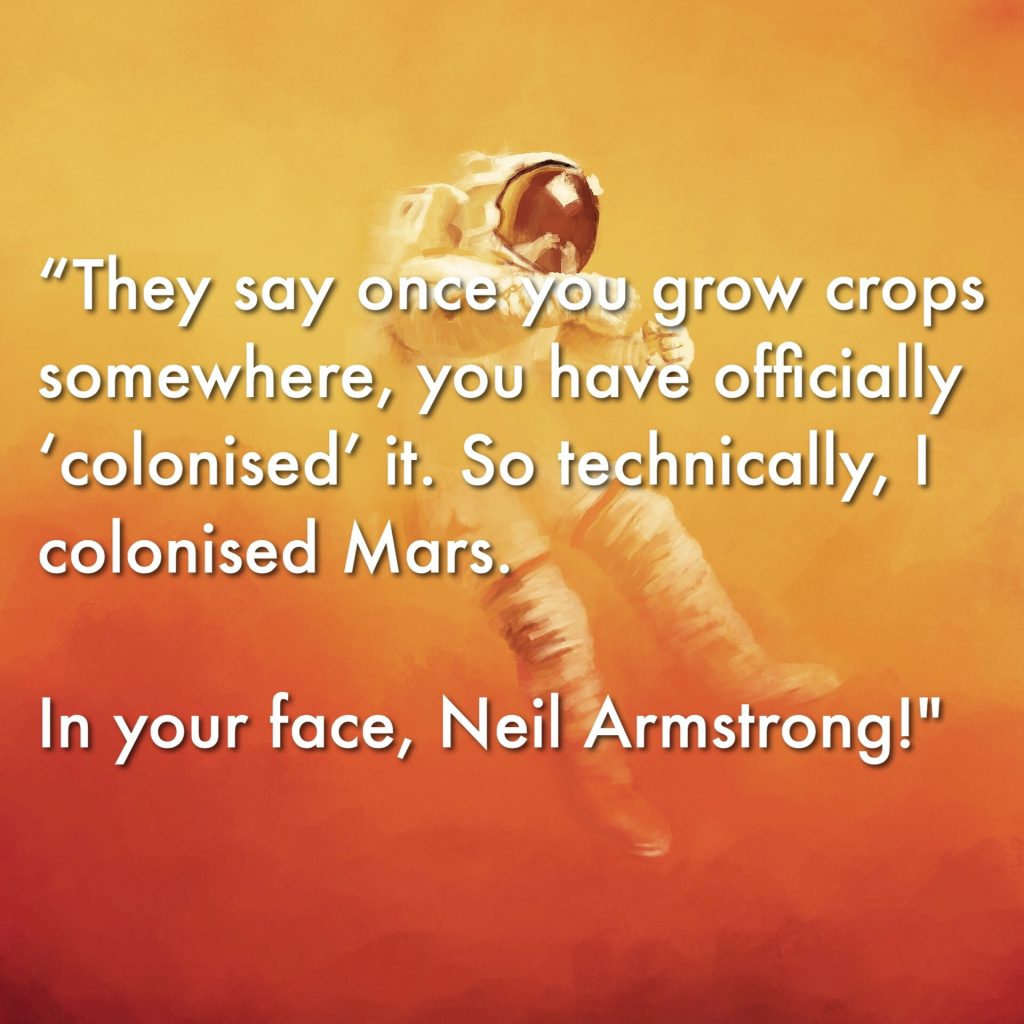 “They say once you grow crops
somewhere, you have officially
‘colonised’ it. So technically, I
colonised Mars.
In your face, Neil Armstrong!"